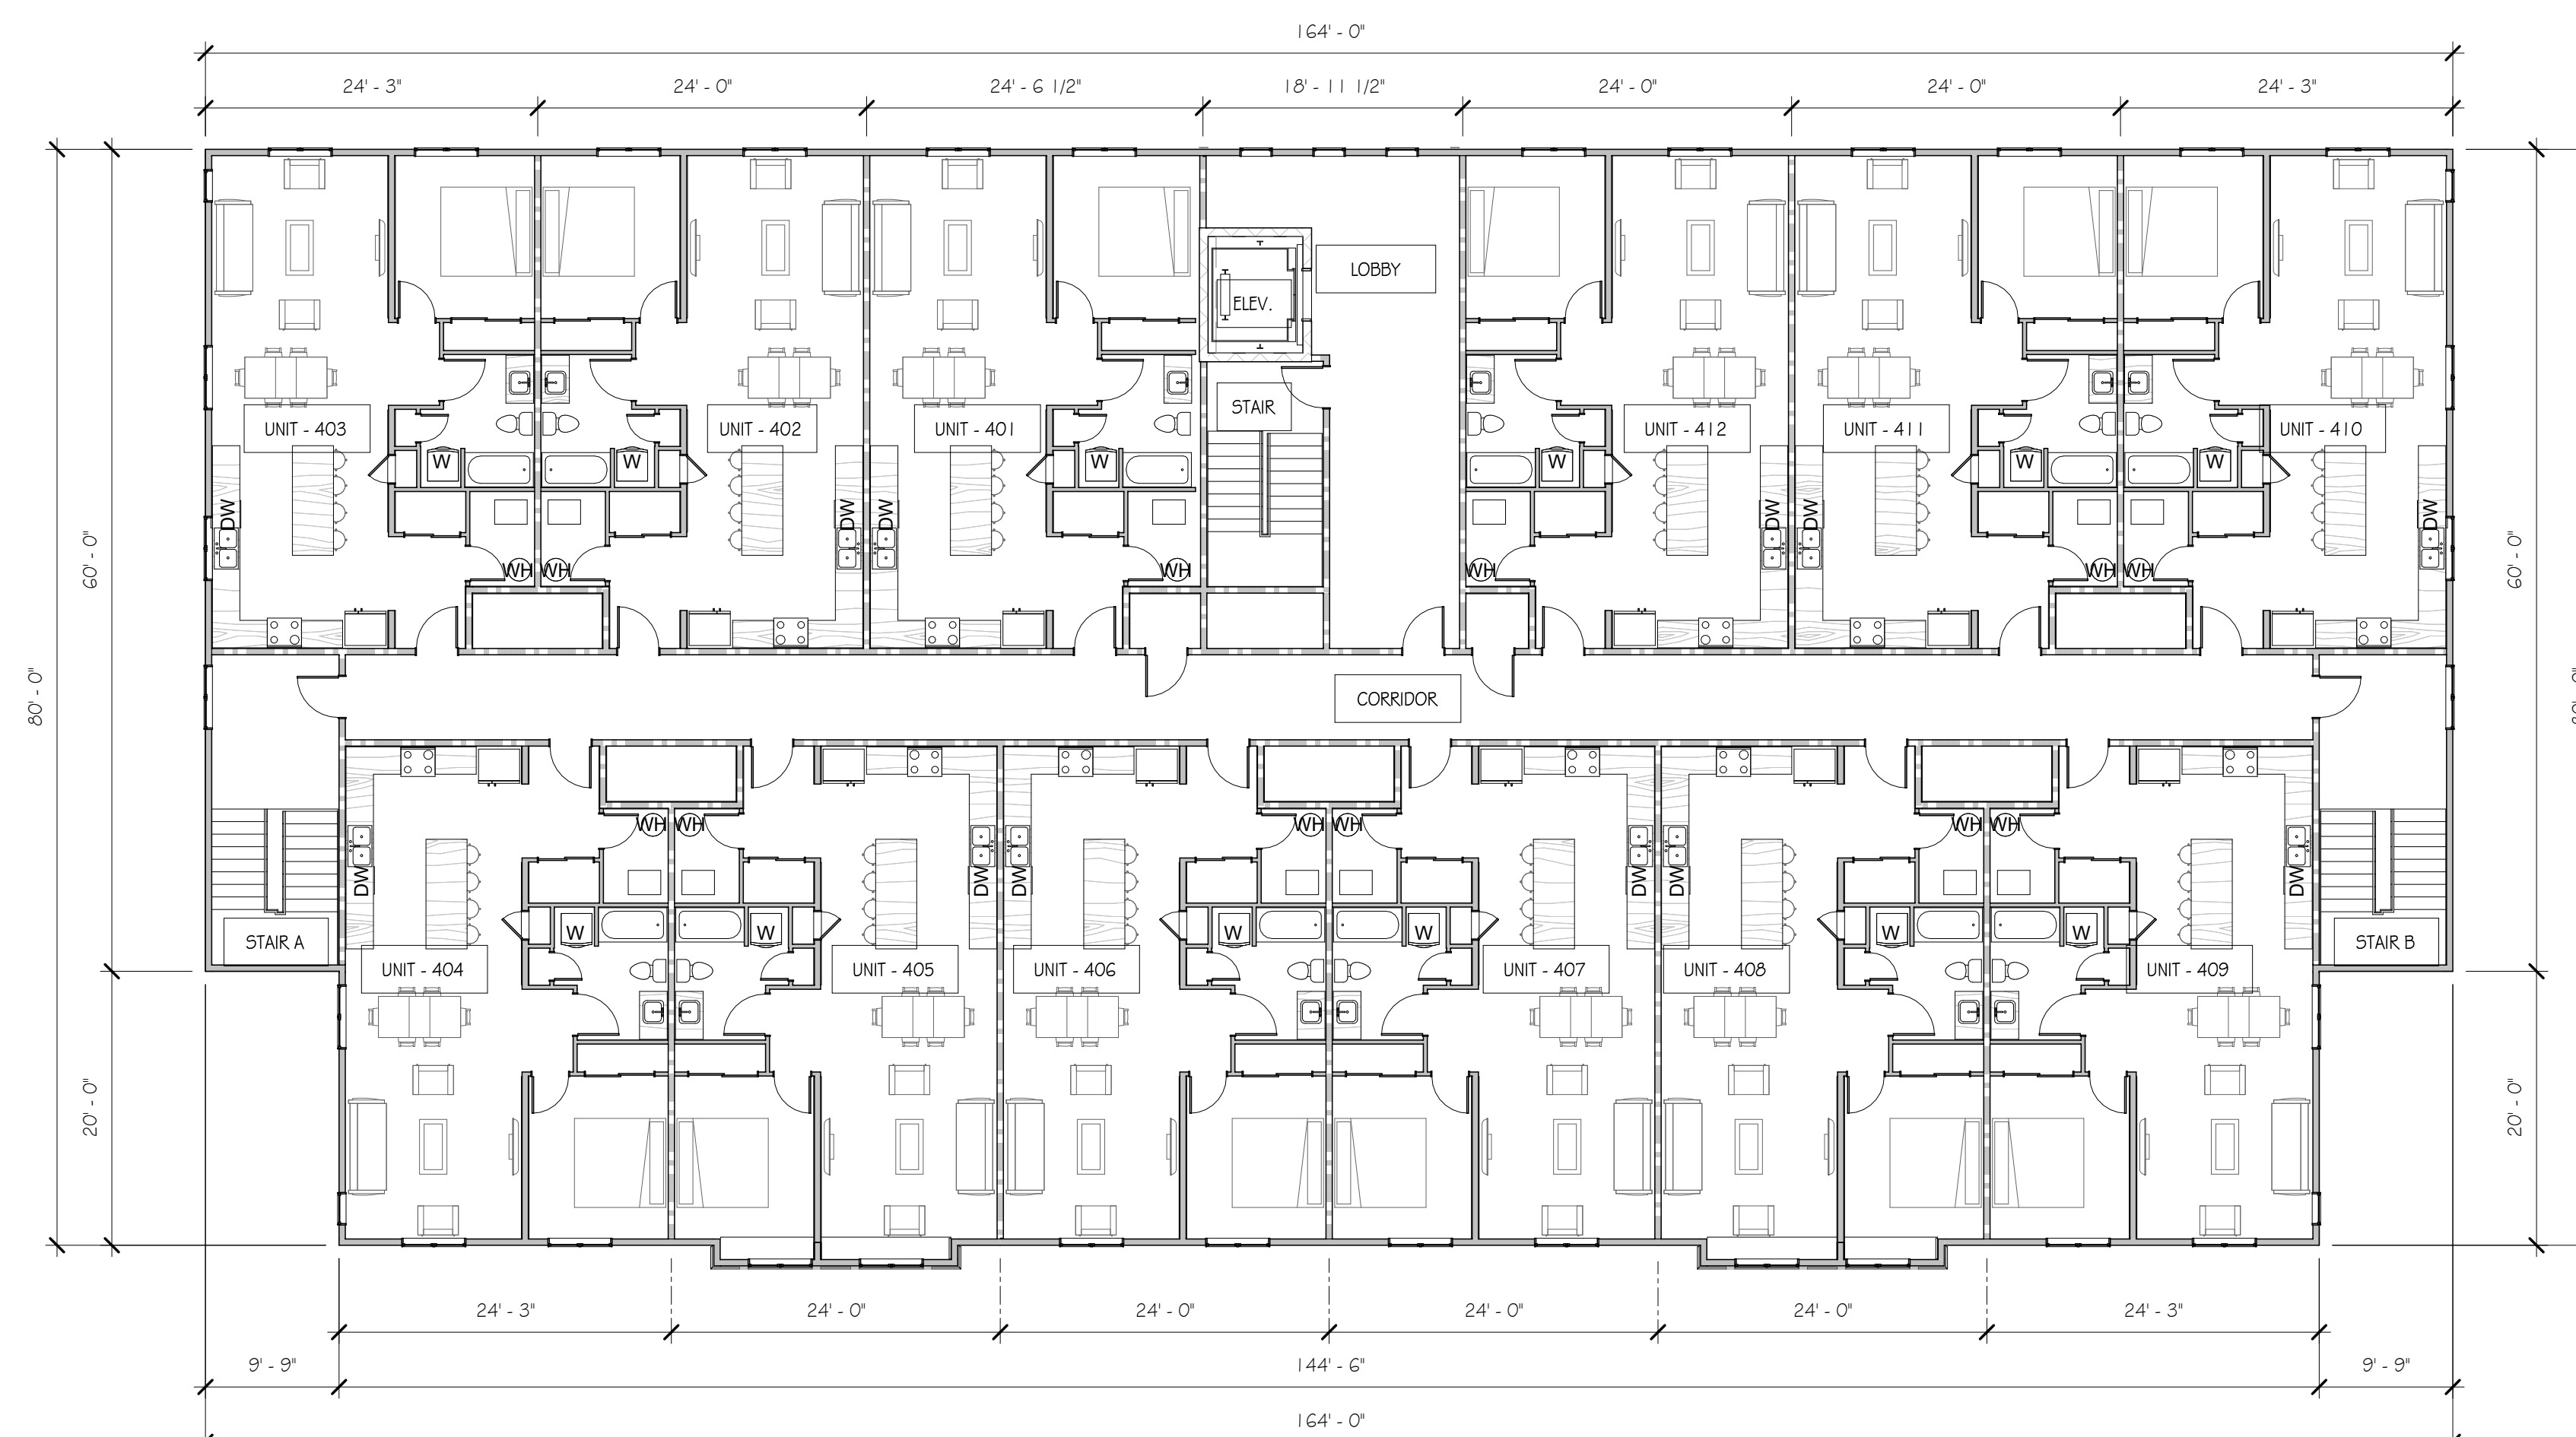 164' - 0"
24' - 3" 24' - 0" 24' - 6 1/2" 18' - 11 1/2" 24' - 0" 24' - 0" 24' - 3"
LOBBY
ELEV.
STAIR
UNIT - 403 UNIT - 402 UNIT - 401 UNIT - 412 UNIT - 411 UNIT - 410
W W W W W W
DW DW DW DW DW DW
60' - 0" 60' - 0"
WH WH WH WH WH WH
80' - 0" 80' - 0"
CORRIDOR
WH WH WH WH WH WH
DW DW DW DW DW DW
W W W W W W
STAIR A STAIR B
UNIT - 404 UNIT - 405 UNIT - 406 UNIT - 407 UNIT - 408 UNIT - 409
20' - 0" 20' - 0"
24' - 3" 24' - 0" 24' - 0" 24' - 0" 24' - 0" 24' - 3"
9' - 9" 144' - 6" 9' - 9"
164' - 0"